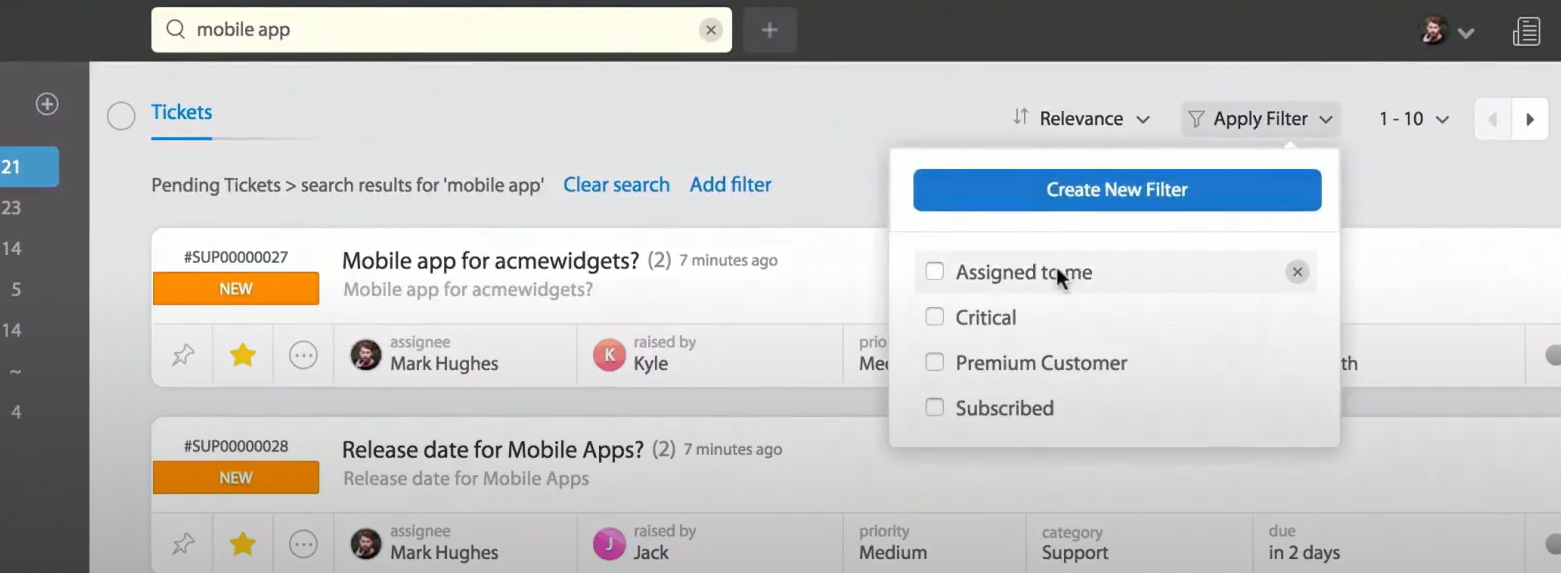 mobile app
Tickets
Relevance
Apply Filter
1 - 10
21
23
14
5
14
~
4
Pending Tickets > search results for 'mobile app' Clear search Add filter
Create New Filter
Assigned to me
Critical
Premium Customer
Subscribed
#SUP00000027
NEW
Mobile app for acmewidgets? (2) 7 minutes ago
Mobile app for acmewidgets?
assignee
Mark Hughes
K
raised by
Kyle
prio
Me
th
#SUP00000028
NEW
Release date for Mobile Apps? (2) 7 minutes ago
Release date for Mobile Apps
assignee
Mark Hughes
J
raised by
Jack
priority
Medium
category
Support
due
in 2 days